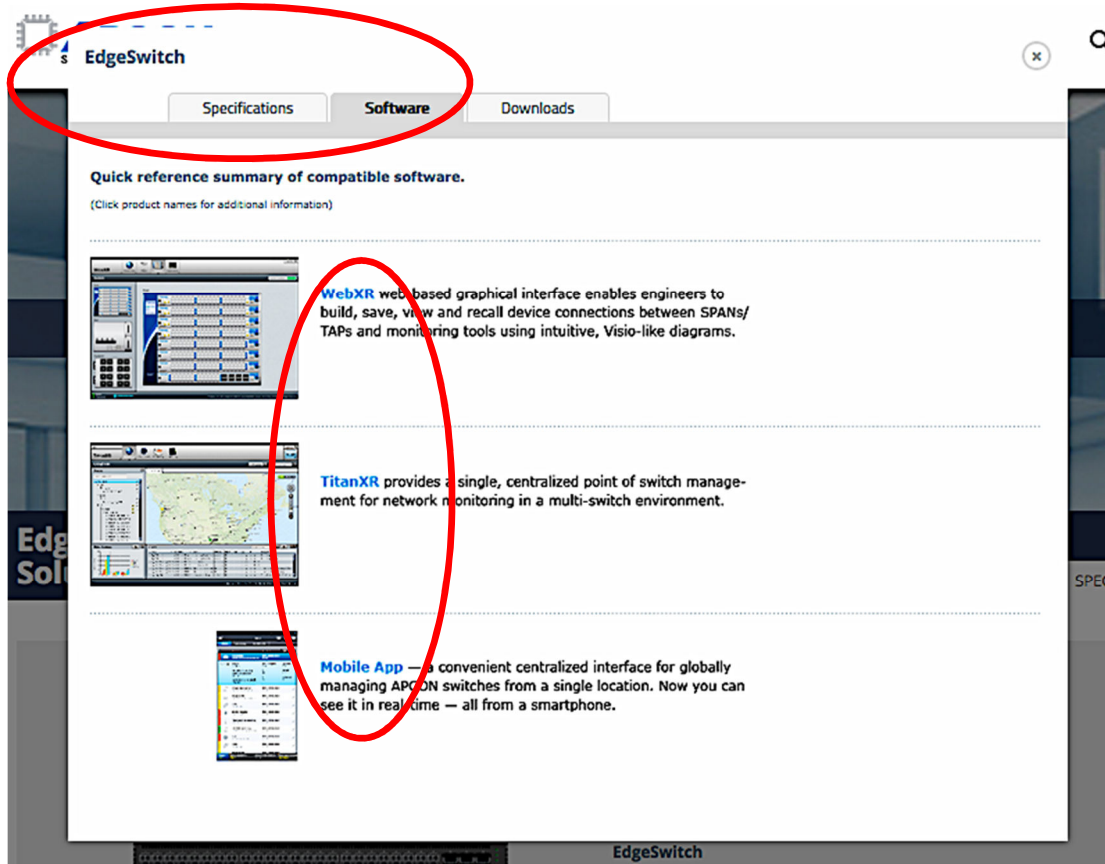 EdgeSwitch
Specifications
Software
Downloads
Quick reference summary of compatible software.
(Click product names for additional information)
WebXR web-based graphical interface enables engineers to
build, save, view and recall device connections between SPANs/
TAPs and monitoring tools using intuitive, Visio-like diagrams.
TitanXR provides a single, centralized point of switch manage-
ment for network monitoring in a multi-switch environment.
Mobile App — a convenient centralized interface for globally
managing APCON switches from a single location. Now you can
see it in real-time — all from a smartphone.
Edg
Sol
SPE
EdgeSwitch